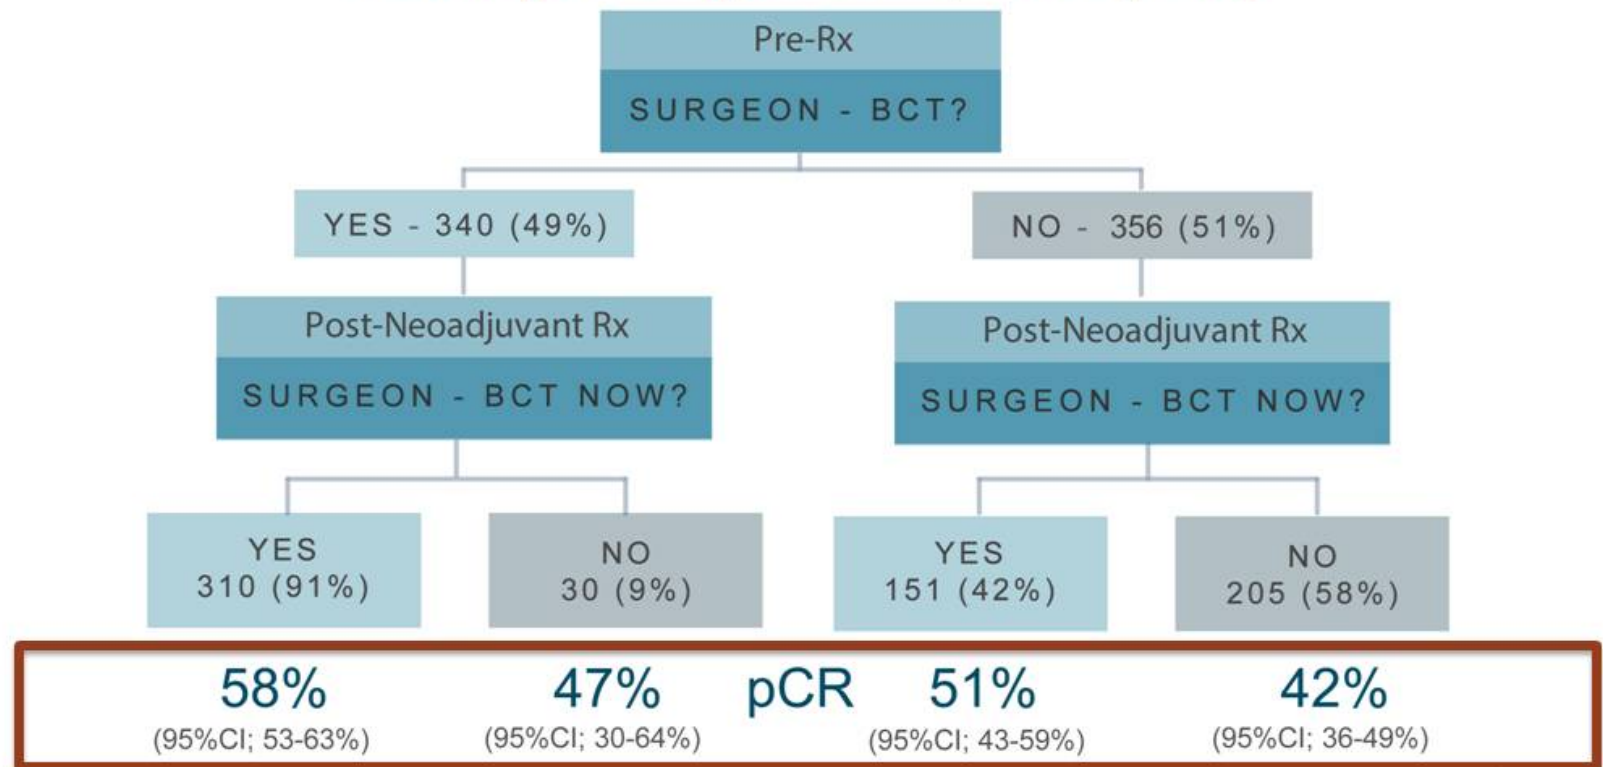 Pre-Rx
SURGEON - BCT?
YES - 340 (49%)
NO - 356 (51%)
Post-Neoadjuvant Rx
SURGEON - BCT NOW?
Post-Neoadjuvant Rx
SURGEON - BCT NOW?
YES
310 (91%)
NO
30 (9%)
YES
151 (42%)
NO
205 (58%)
58% 47% pCR 51% 42%
(95%CI; 53-63%) (95%CI; 30-64%) (95%CI; 43-59%) (95%CI; 36-49%)